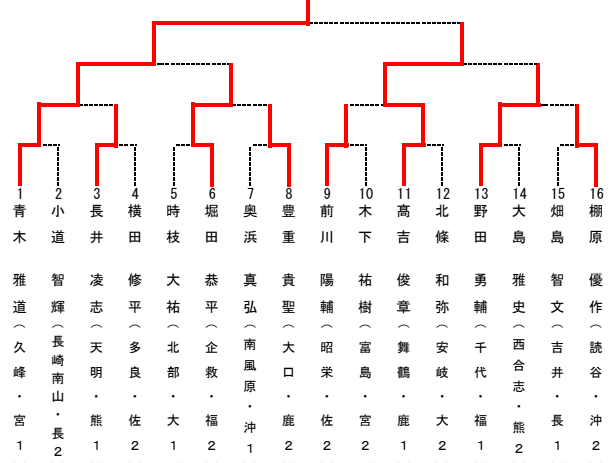 1 青木 雅道（久峰・宮1
2 小道 智輝（長崎南山・長2
3 長井 凌志（天明・熊1
4 横田 修平（多良・佐2
5 時枝 大祐（北部・大1
6 堀田 恭平（企救・福2
7 奥浜 真弘（南風原・沖1
8 豊重 貴聖（大口・鹿2
9 前川 陽輔（昭栄・佐2
10 木下 祐樹（富島・宮2
11 高吉 俊章（舞鶴・鹿1
12 北條 和弥（安岐・大2
13 野田 勇輔（千代・福1
14 大島 雅史（西合志・熊2
15 畑島 智文（吉井・長1
16 棚原 優作（読谷・沖2